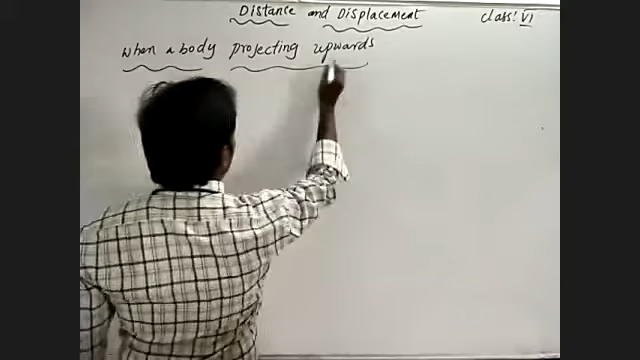 Distance and Displacement
Class: VI
When a body projecting upwards